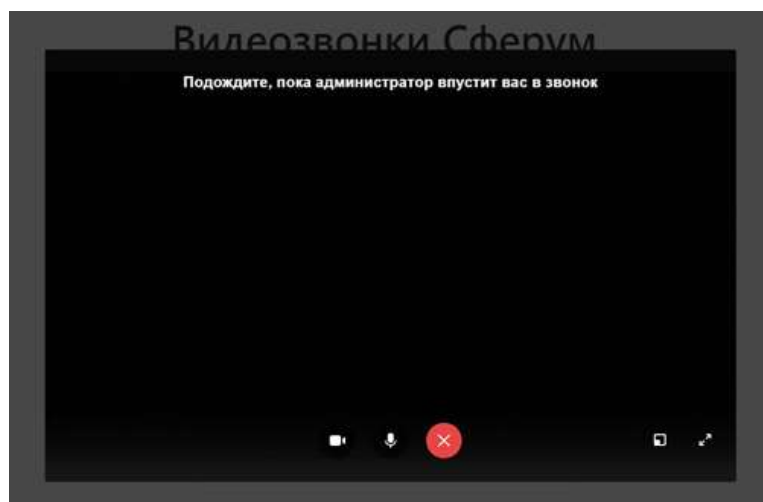 Видеозвонки Сферум
Подождите, пока администратор впустит вас в звонок